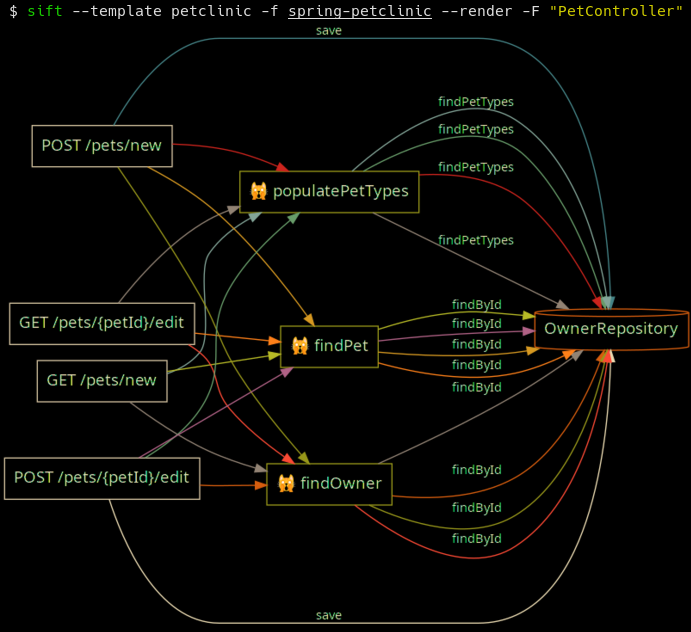 $ sift --template petclinic -f spring-petclinic --render -F "PetController"
save
findPetTypes
findPetTypes
POST /pets/new
findPetTypes
populatePetTypes
findPetTypes
findById
GET /pets/{petId}/edit
findById
OwnerRepository
findPet
findById
findById
GET /pets/new
findById
findById
POST /pets/{petId}/edit
findOwner
findById
findById
save